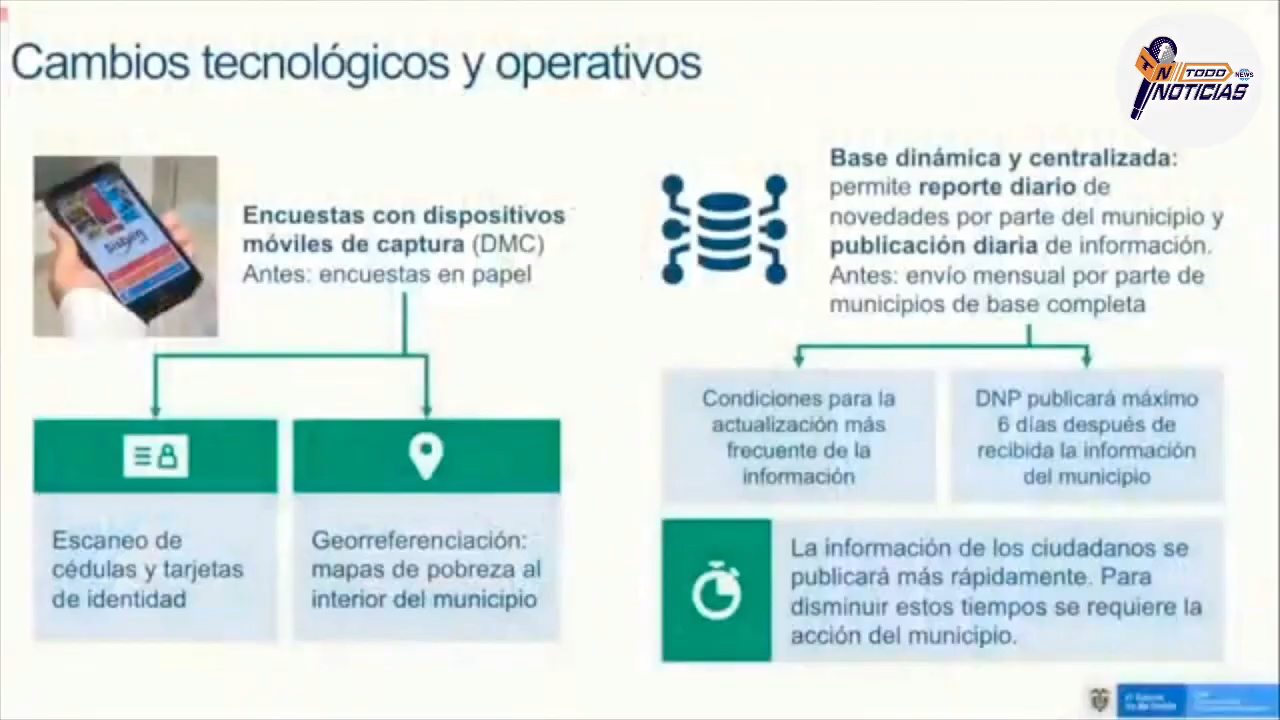 Cambios tecnológicos y operativos
TODO
NEWS
NOTICIAS
Sisbén
Encuestas con dispositivos
móviles de captura (DMC)
Antes: encuestas en papel
Escaneo de
cédulas y tarjetas
de identidad
Georreferenciación:
mapas de pobreza al
interior del municipio
Base dinámica y centralizada:
permite reporte diario de
novedades por parte del municipio y
publicación diaria de información.
Antes: envío mensual por parte de
municipios de base completa
Condiciones para la
actualización más
frecuente de la
información
DNP publicará máximo
6 días después de
recibida la información
del municipio
La información de los ciudadanos se
publicará más rápidamente. Para
disminuir estos tiempos se requiere la
acción del municipio.